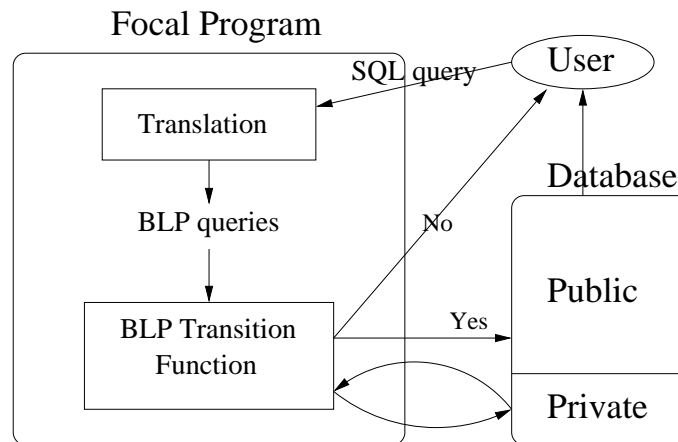 Focal Program
User
SQL query
Translation
Database
BLP queries
No
Public
Yes
BLP Transition
Function
Private